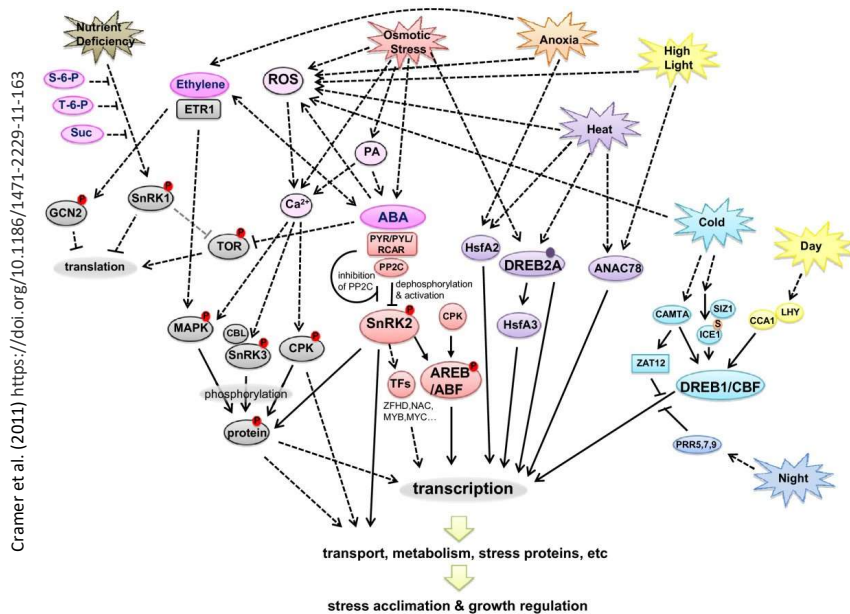 Cramer et al. (2011) https://doi.org/10.1186/1471-2229-11-163
Nutrient
Deficiency
Osmotic
Stress
Anoxia
High
Light
S-6-P
T-6-P
Suc
Ethylene
ETR1
ROS
Heat
PA
GCN2
P
SnRK1
P
TOR
P
Ca2+
ABA
PYR/PYL/
RCAR
PP2C
HsfA2
DREB2A
ANAC78
Cold
Day
translation
inhibition
of PP2C
dephosphorylation
& activation
MAPK
P
CBL
SnRK3
P
CPK
P
SnRK2
P
CPK
HsfA3
CAMTA
SIZ1
S
ICE1
CCA1
LHY
ZAT12
DREB1/CBF
TFs
AREB
/ABF
P
ZFHD,NAC,
MYB,MYC...
phosphorylation
protein
P
PRR5,7,9
Night
transcription
transport, metabolism, stress proteins, etc
stress acclimation & growth regulation